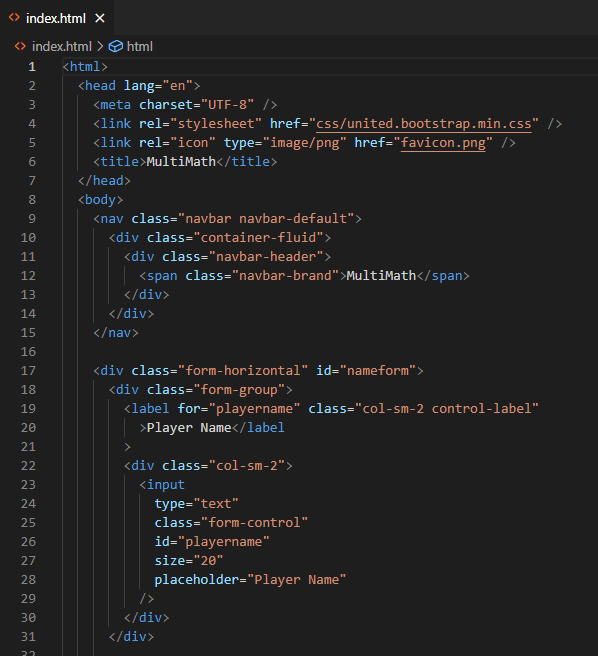 index.html
index.html > html
1 <html>
2 <head lang="en">
3 <meta charset="UTF-8" />
4 <link rel="stylesheet" href="css/united.bootstrap.min.css" />
5 <link rel="icon" type="image/png" href="favicon.png" />
6 <title>MultiMath</title>
7 </head>
8 <body>
9 <nav class="navbar navbar-default">
10 <div class="container-fluid">
11 <div class="navbar-header">
12 <span class="navbar-brand">MultiMath</span>
13 </div>
14 </div>
15 </nav>
16
17 <div class="form-horizontal" id="nameform">
18 <div class="form-group">
19 <label for="playername" class="col-sm-2 control-label"
20 >Player Name</label
21 >
22 <div class="col-sm-2">
23 <input
24 type="text"
25 class="form-control"
26 id="playername"
27 size="20"
28 placeholder="Player Name"
29 />
30 </div>
31 </div>
32